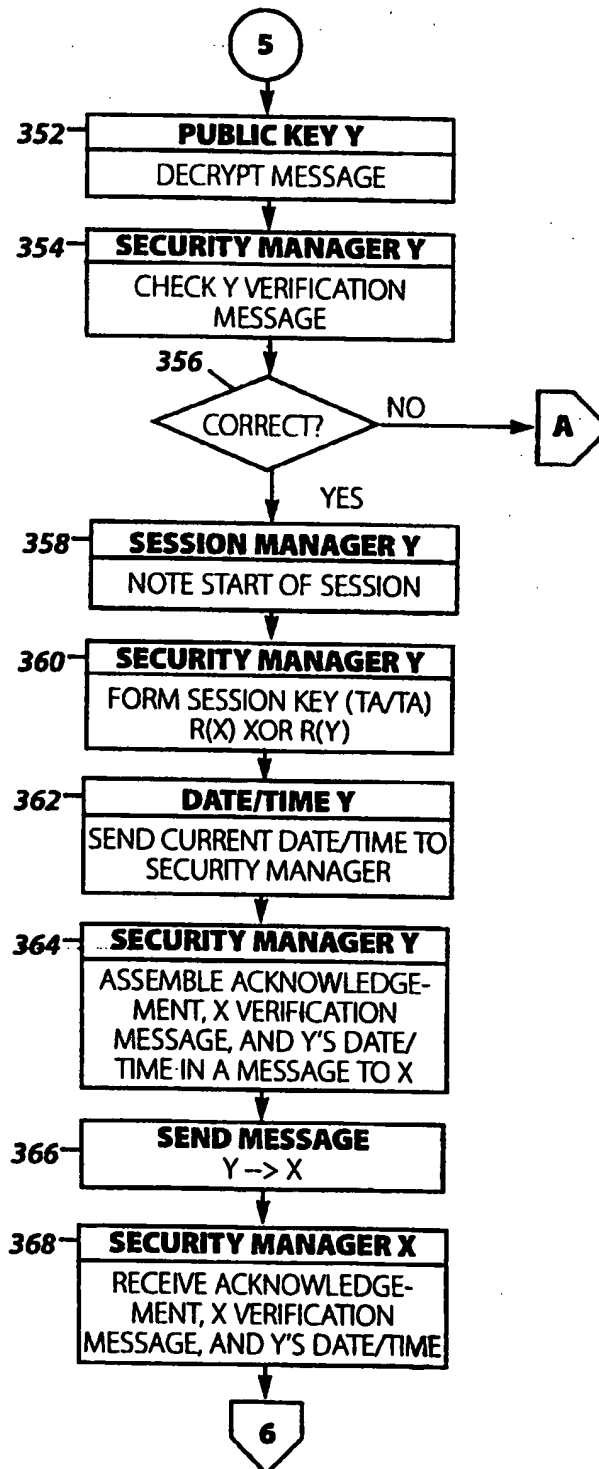 5
352
PUBLIC KEY Y
DECRYPT MESSAGE
354
SECURITY MANAGER Y
CHECK Y VERIFICATION
MESSAGE
356
CORRECT?
NO
A
YES
358
SESSION MANAGER Y
NOTE START OF SESSION
360
SECURITY MANAGER Y
FORM SESSION KEY (TA/TA)
R(X) XOR R(Y)
362
DATE/TIME Y
SEND CURRENT DATE/TIME TO
SECURITY MANAGER
364
SECURITY MANAGER Y
ASSEMBLE ACKNOWLEDGE-
MENT, X VERIFICATION
MESSAGE, AND Y'S DATE/
TIME IN A MESSAGE TO X
366
SEND MESSAGE
Y --> X
368
SECURITY MANAGER X
RECEIVE ACKNOWLEDGE-
MENT, X VERIFICATION
MESSAGE, AND Y'S DATE/TIME
6